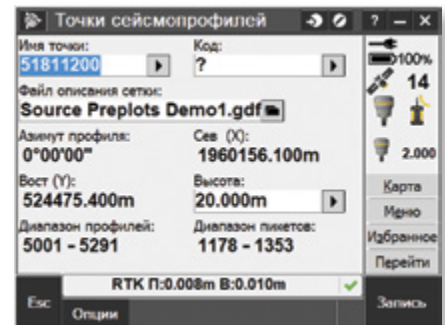 Точки сейсмопрофилей ? – ×
Имя точки: Код:
51811200 ?
Файл описания сетки:
Source Preplots Demo1.gdf
Азимут профиля: Сев (X):
0°00'00" 1960156.100m
Вост (Y): Высота:
524475.400m 20.000m
Диапазон профилей: Диапазон пикетов:
5001 - 5291 1178 - 1353
100%
14
2.000
Карта
Меню
Избранное
Перейти
RTK П:0.008m В:0.010m
Esc Опции Запись